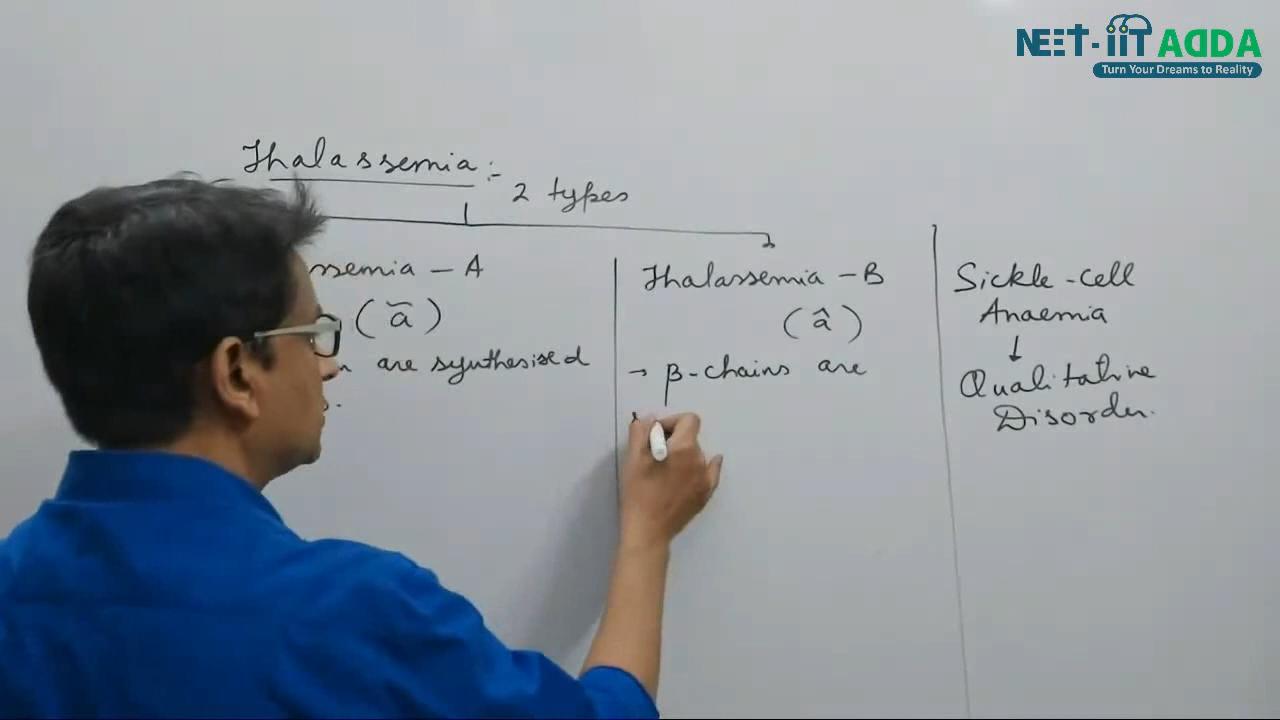 NEET-IIT ADDA
Turn Your Dreams to Reality
Thalassemia :-
2 types
ssemia - A
(ã)
are synthesised
Thalassemia - B
(â)
→ β-chains are
Sickle-cell
Anaemia
↓
Qualitative
Disorder.